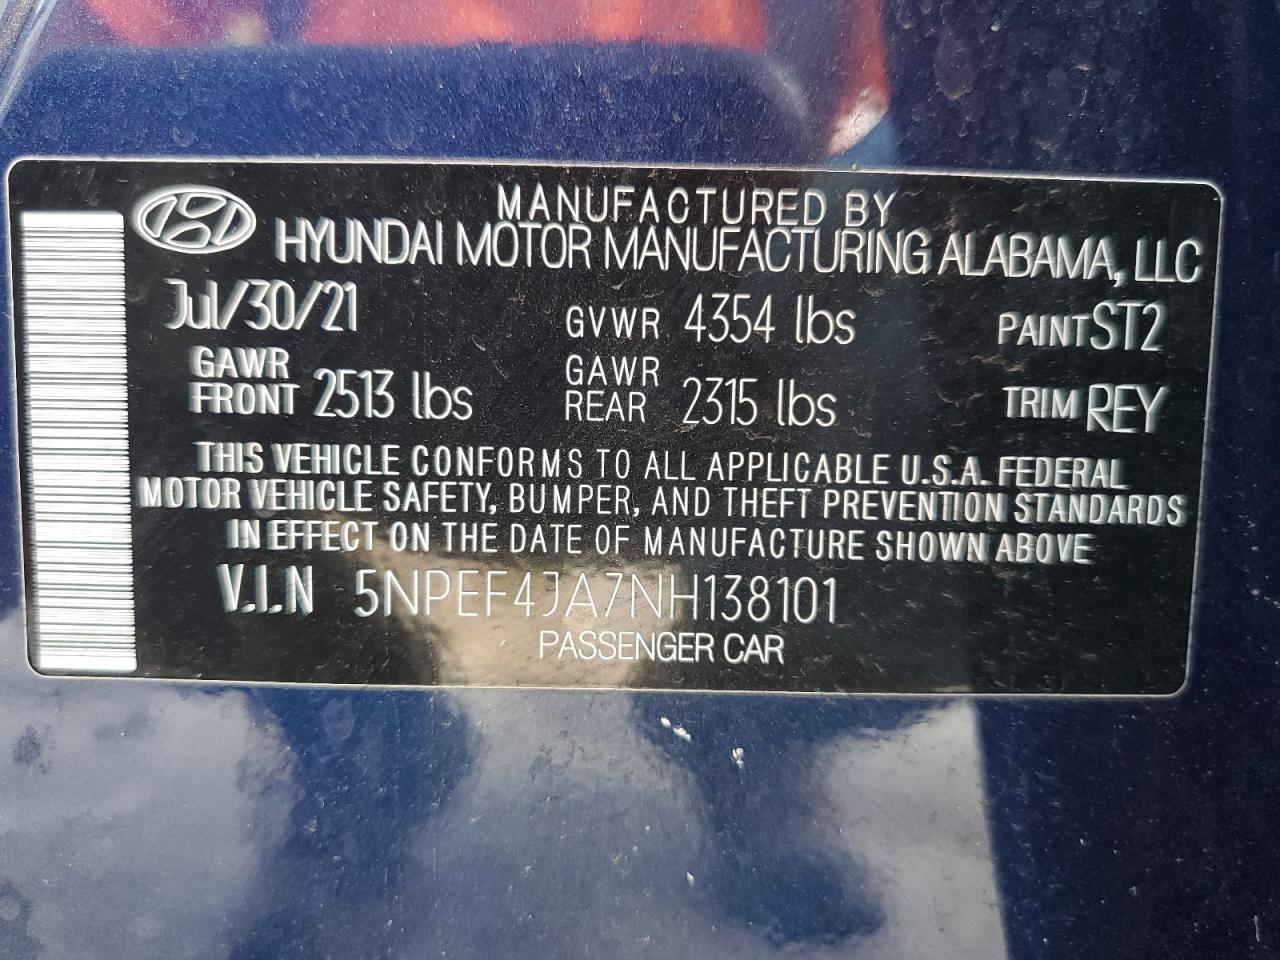 MANUFACTURED BY
HYUNDAI MOTOR MANUFACTURING ALABAMA, LLC
Jul/30/21 GVWR 4354 lbs PAINT ST2
GAWR FRONT 2513 lbs GAWR REAR 2315 lbs TRIM REY
THIS VEHICLE CONFORMS TO ALL APPLICABLE U.S.A. FEDERAL
MOTOR VEHICLE SAFETY, BUMPER, AND THEFT PREVENTION STANDARDS
IN EFFECT ON THE DATE OF MANUFACTURE SHOWN ABOVE
V.I.N 5NPEF4JA7NH138101
PASSENGER CAR